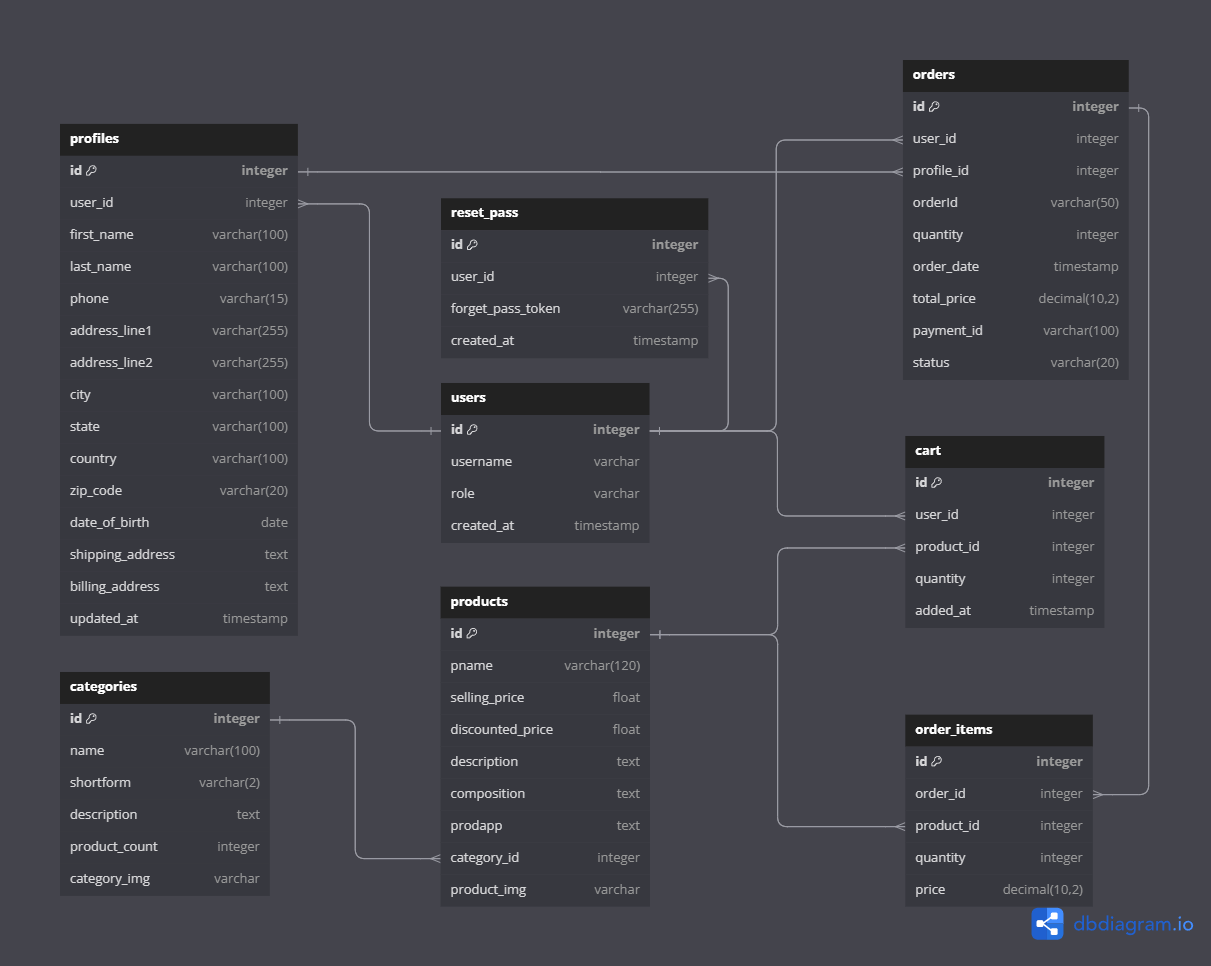 profiles
id integer
user_id integer
first_name varchar(100)
last_name varchar(100)
phone varchar(15)
address_line1 varchar(255)
address_line2 varchar(255)
city varchar(100)
state varchar(100)
country varchar(100)
zip_code varchar(20)
date_of_birth date
shipping_address text
billing_address text
updated_at timestamp
categories
id integer
name varchar(100)
shortform varchar(2)
description text
product_count integer
category_img varchar
reset_pass
id integer
user_id integer
forget_pass_token varchar(255)
created_at timestamp
users
id integer
username varchar
role varchar
created_at timestamp
products
id integer
pname varchar(120)
selling_price float
discounted_price float
description text
composition text
prodapp text
category_id integer
product_img varchar
orders
id integer
user_id integer
profile_id integer
orderId varchar(50)
quantity integer
order_date timestamp
total_price decimal(10,2)
payment_id varchar(100)
status varchar(20)
cart
id integer
user_id integer
product_id integer
quantity integer
added_at timestamp
order_items
id integer
order_id integer
product_id integer
quantity integer
price decimal(10,2)
dbdiagram.io